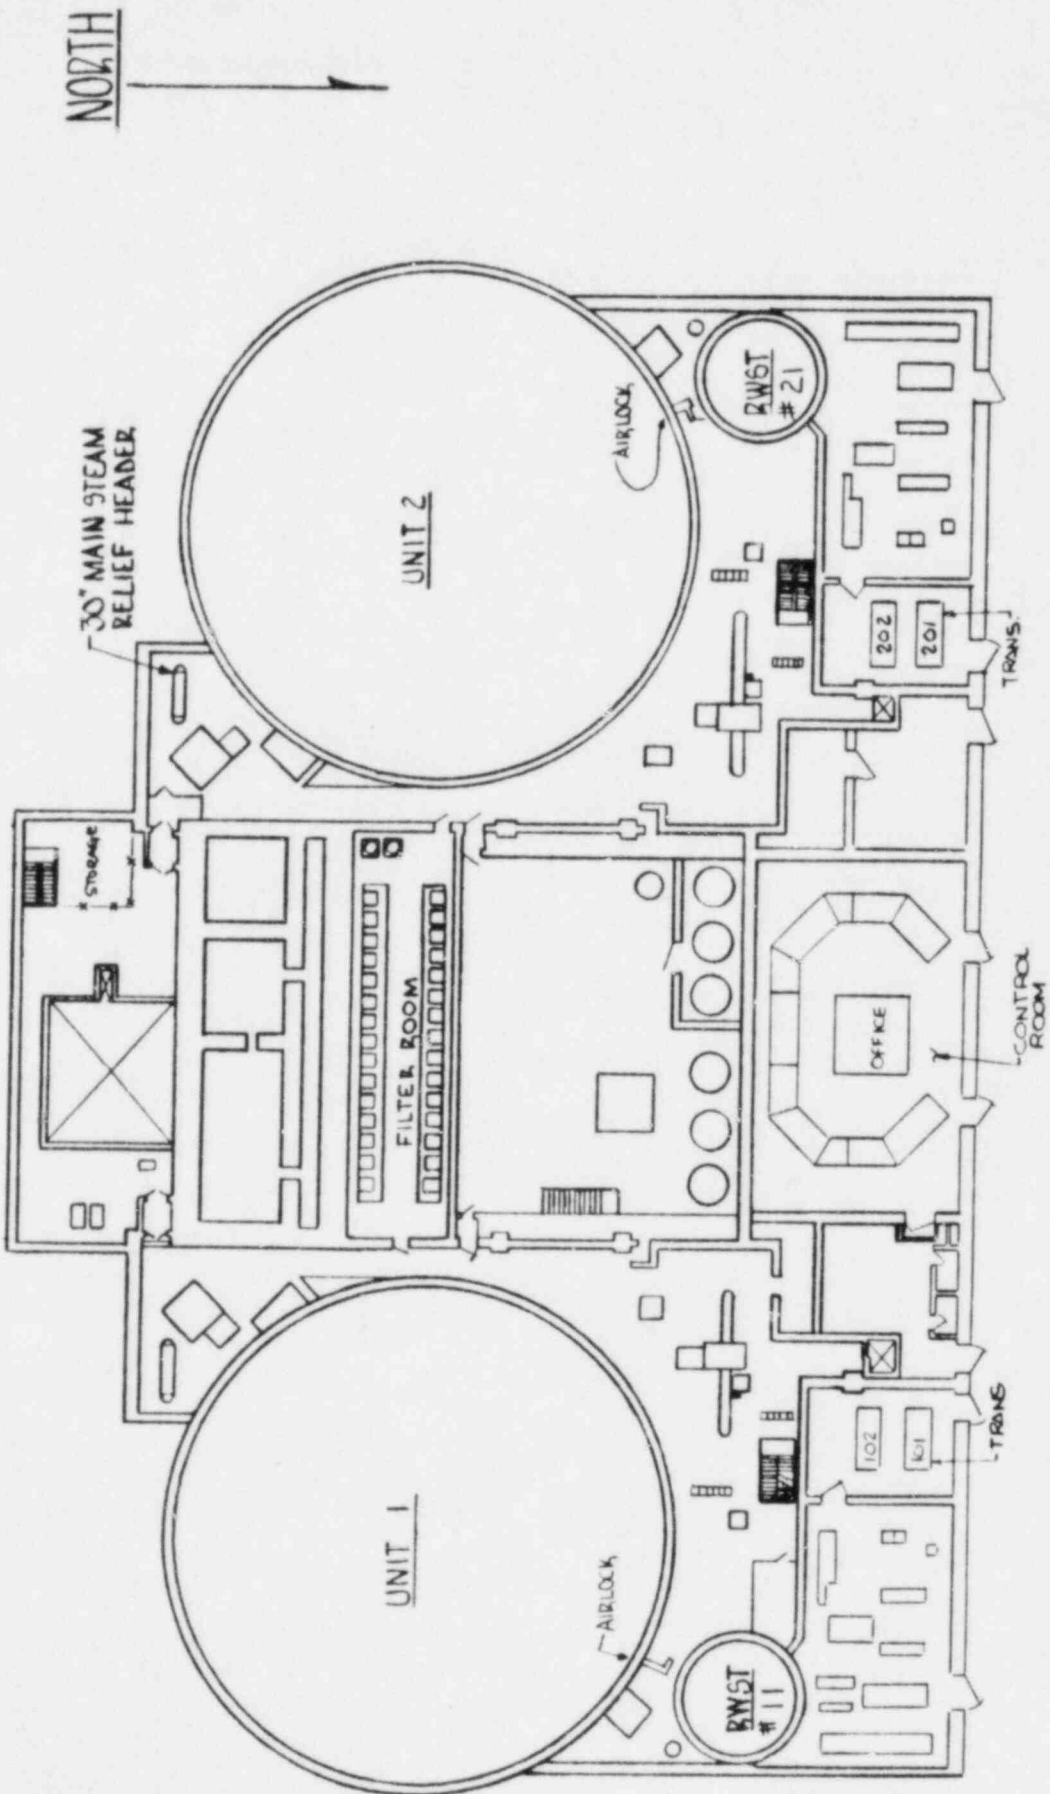 NORTH
30" MAIN STEAM
RELIEF HEADER
UNIT 2
AIRLOCK
RWST
#21
202
201
TRANS.
STORAGE
FILTER ROOM
OFFICE
CONTROL
ROOM
UNIT 1
AIRLOCK
RWST
#11
102
101
TRANS